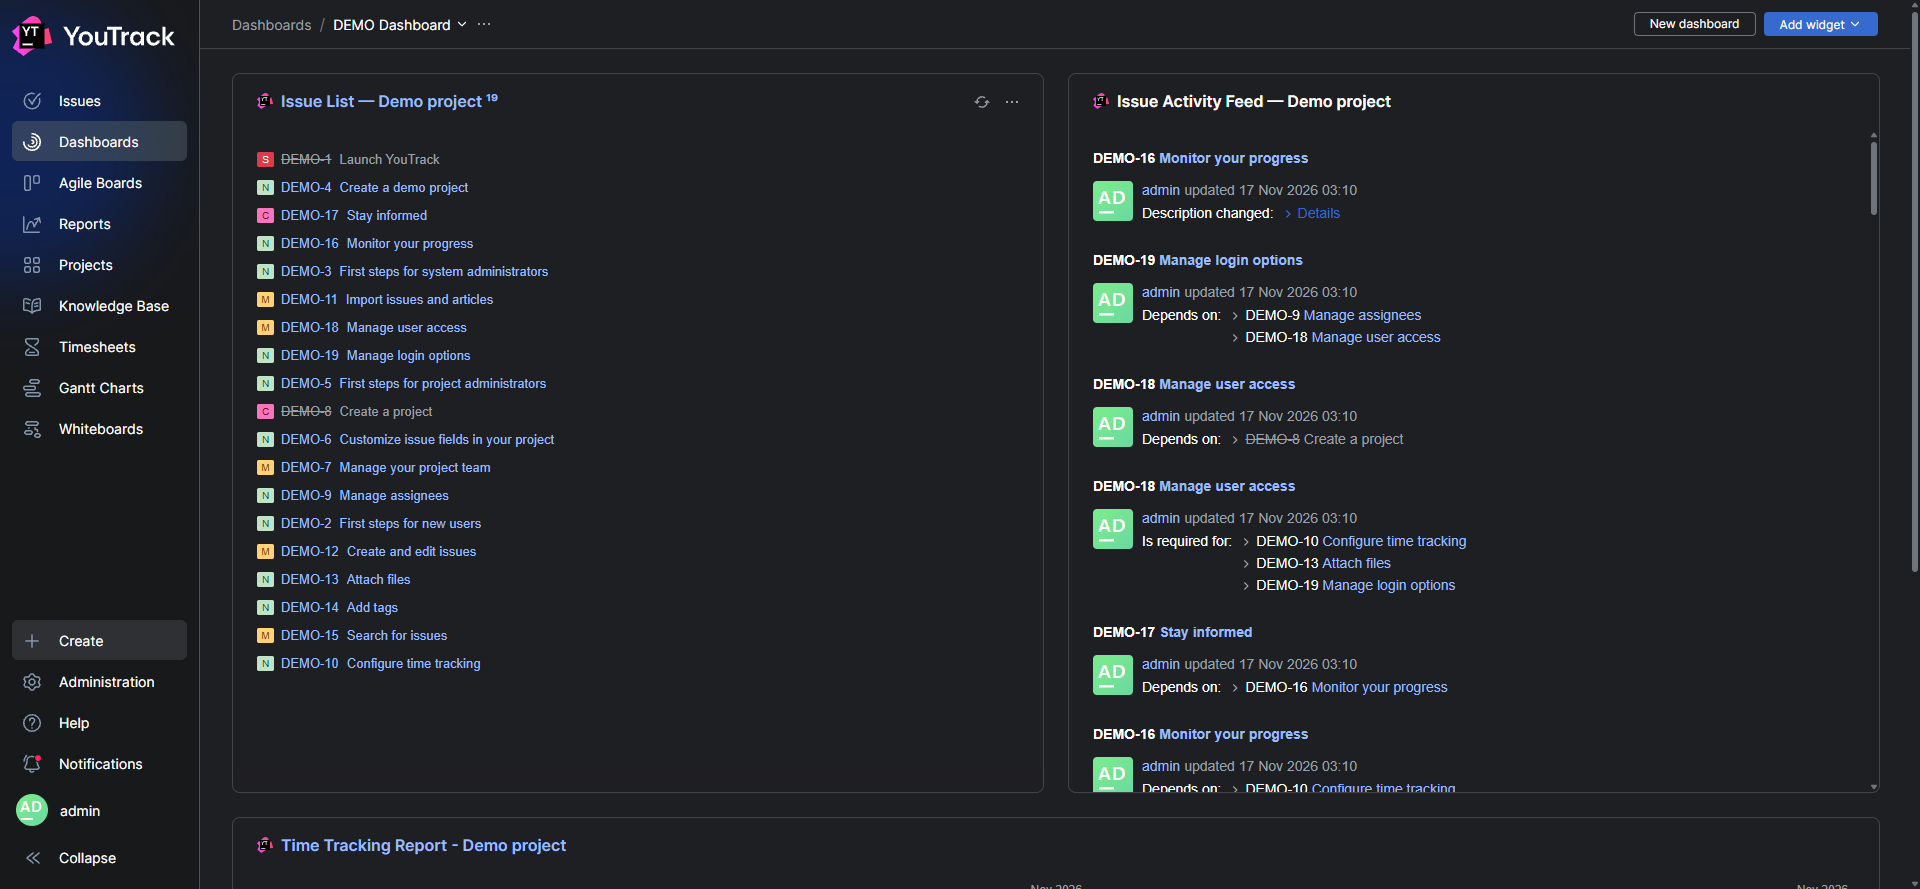 YouTrack
Issues
Dashboards
Agile Boards
Reports
Projects
Knowledge Base
Timesheets
Gantt Charts
Whiteboards
Create
Administration
Help
Notifications
AD admin
Collapse
Dashboards / DEMO Dashboard
New dashboard
Add widget
Issue List — Demo project 19
S DEMO-1 Launch YouTrack
N DEMO-4 Create a demo project
C DEMO-17 Stay informed
N DEMO-16 Monitor your progress
N DEMO-3 First steps for system administrators
M DEMO-11 Import issues and articles
M DEMO-18 Manage user access
N DEMO-19 Manage login options
N DEMO-5 First steps for project administrators
C DEMO-8 Create a project
N DEMO-6 Customize issue fields in your project
M DEMO-7 Manage your project team
N DEMO-9 Manage assignees
N DEMO-2 First steps for new users
M DEMO-12 Create and edit issues
N DEMO-13 Attach files
N DEMO-14 Add tags
M DEMO-15 Search for issues
N DEMO-10 Configure time tracking
Issue Activity Feed — Demo project
DEMO-16 Monitor your progress
AD admin updated 17 Nov 2026 03:10
Description changed: Details
DEMO-19 Manage login options
AD admin updated 17 Nov 2026 03:10
Depends on: DEMO-9 Manage assignees
DEMO-18 Manage user access
DEMO-18 Manage user access
AD admin updated 17 Nov 2026 03:10
Depends on: DEMO-8 Create a project
DEMO-18 Manage user access
AD admin updated 17 Nov 2026 03:10
Is required for: DEMO-10 Configure time tracking
DEMO-13 Attach files
DEMO-19 Manage login options
DEMO-17 Stay informed
AD admin updated 17 Nov 2026 03:10
Depends on: DEMO-16 Monitor your progress
DEMO-16 Monitor your progress
AD admin updated 17 Nov 2026 03:10
Depends on: DEMO-10 Configure time tracking
Time Tracking Report - Demo project
Nov 2026 Nov 2026